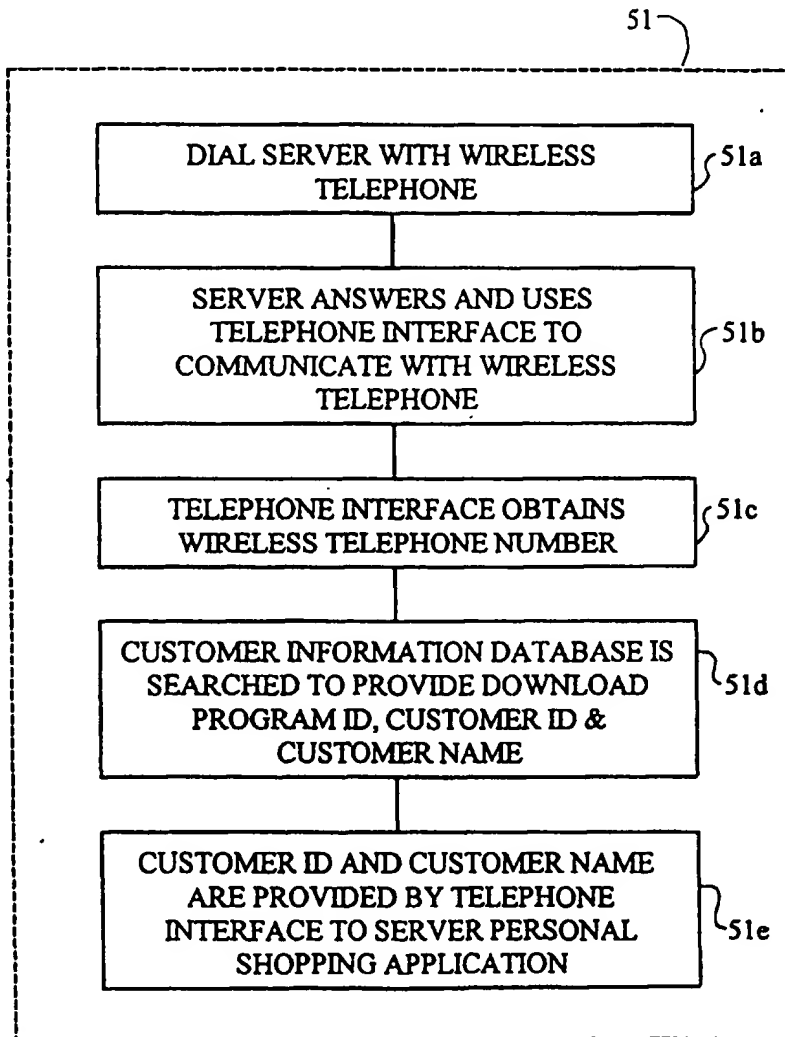 51
DIAL SERVER WITH WIRELESS
TELEPHONE
51a
SERVER ANSWERS AND USES
TELEPHONE INTERFACE TO
COMMUNICATE WITH WIRELESS
TELEPHONE
51b
TELEPHONE INTERFACE OBTAINS
WIRELESS TELEPHONE NUMBER
51c
CUSTOMER INFORMATION DATABASE IS
SEARCHED TO PROVIDE DOWNLOAD
PROGRAM ID, CUSTOMER ID &
CUSTOMER NAME
51d
CUSTOMER ID AND CUSTOMER NAME
ARE PROVIDED BY TELEPHONE
INTERFACE TO SERVER PERSONAL
SHOPPING APPLICATION
51e